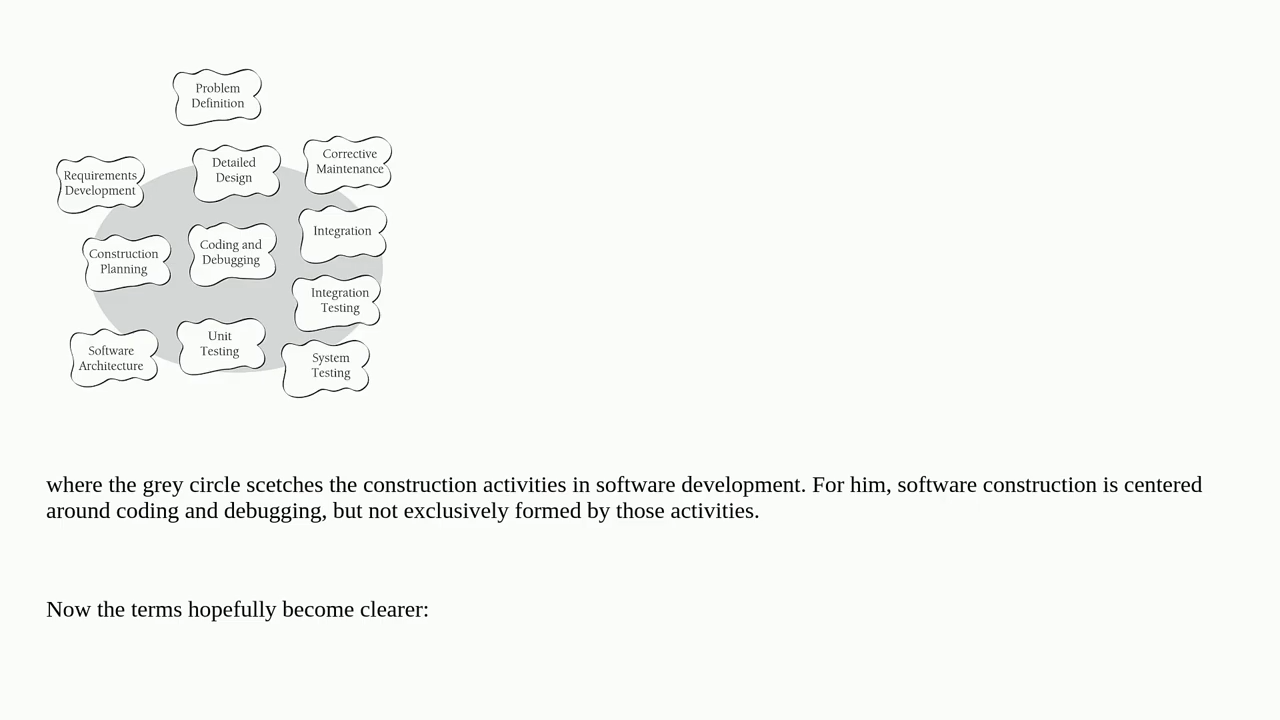 Problem
Definition
Detailed
Design
Corrective
Maintenance
Requirements
Development
Integration
Construction
Planning
Coding and
Debugging
Integration
Testing
Software
Architecture
Unit
Testing
System
Testing
where the grey circle scetches the construction activities in software development. For him, software construction is centered
around coding and debugging, but not exclusively formed by those activities.
Now the terms hopefully become clearer: